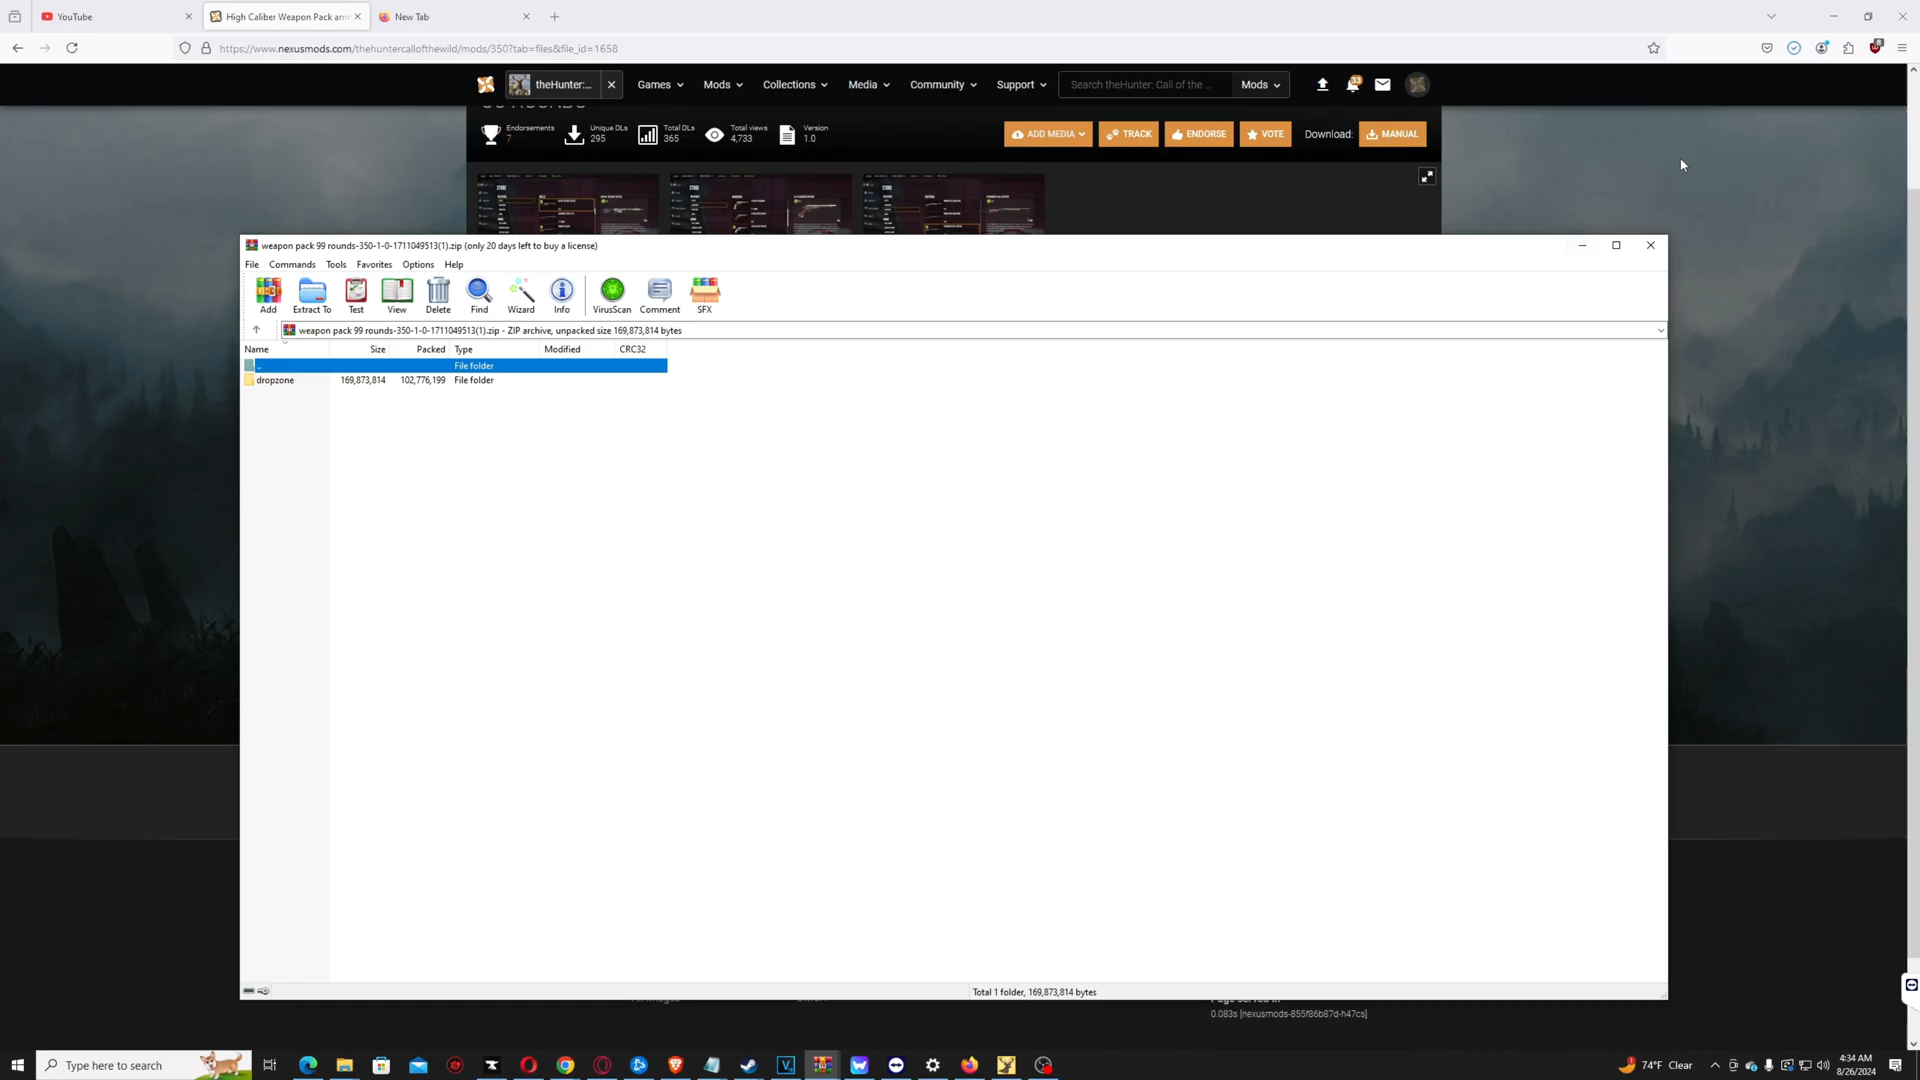 YouTube
High Caliber Weapon Pack am
New Tab
https://www.nexusmods.com/thehuntercallofthewild/mods/350?tab=files&file_id=1658
8
theHunter:...
Games
Mods
Collections
Media
Community
Support
Search theHunter: Call of the ...
Mods
33
Endorsements
7
Unique DLs
295
Total DLs
365
Total views
4,733
Version
1.0
ADD MEDIA
TRACK
ENDORSE
VOTE
Download:
MANUAL
STORE
STORE
STORE
weapon pack 99 rounds-350-1-0-1711049513(1).zip (only 20 days left to buy a license)
File Commands Tools Favorites Options Help
Add Extract To Test View Delete Find Wizard Info VirusScan Comment SFX
weapon pack 99 rounds-350-1-0-1711049513(1).zip - ZIP archive, unpacked size 169,873,814 bytes
Name Size Packed Type Modified CRC32
.. File folder
dropzone 169,873,814 102,776,199 File folder
Total 1 folder, 169,873,814 bytes
0.083s [nexusmods-855f86b87d-h47cs]
Type here to search
74°F Clear
4:34 AM
8/26/2024